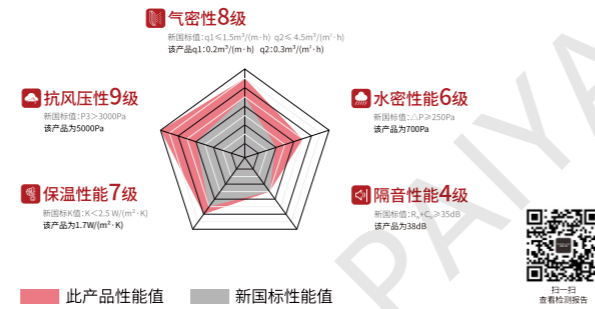 气密性8级
新国标值:q1≤1.5m³/(m·h) q2≤ 4.5m³/(m²·h)
该产品q1:0.2m³/(m·h) q2:0.3m³/(m²·h)
抗风压性9级
新国标值:P3>3000Pa
该产品为5000Pa
水密性能6级
新国标值:△P≥250Pa
该产品为700Pa
保温性能7级
新国标K值:K<2.5 W/(m²·K)
该产品为1.7W/(m²·K)
隔音性能4级
新国标值:Rw+Ctr≥35dB
该产品为38dB
PAIYA
扫一扫
查看检测报告
此产品性能值
新国标性能值